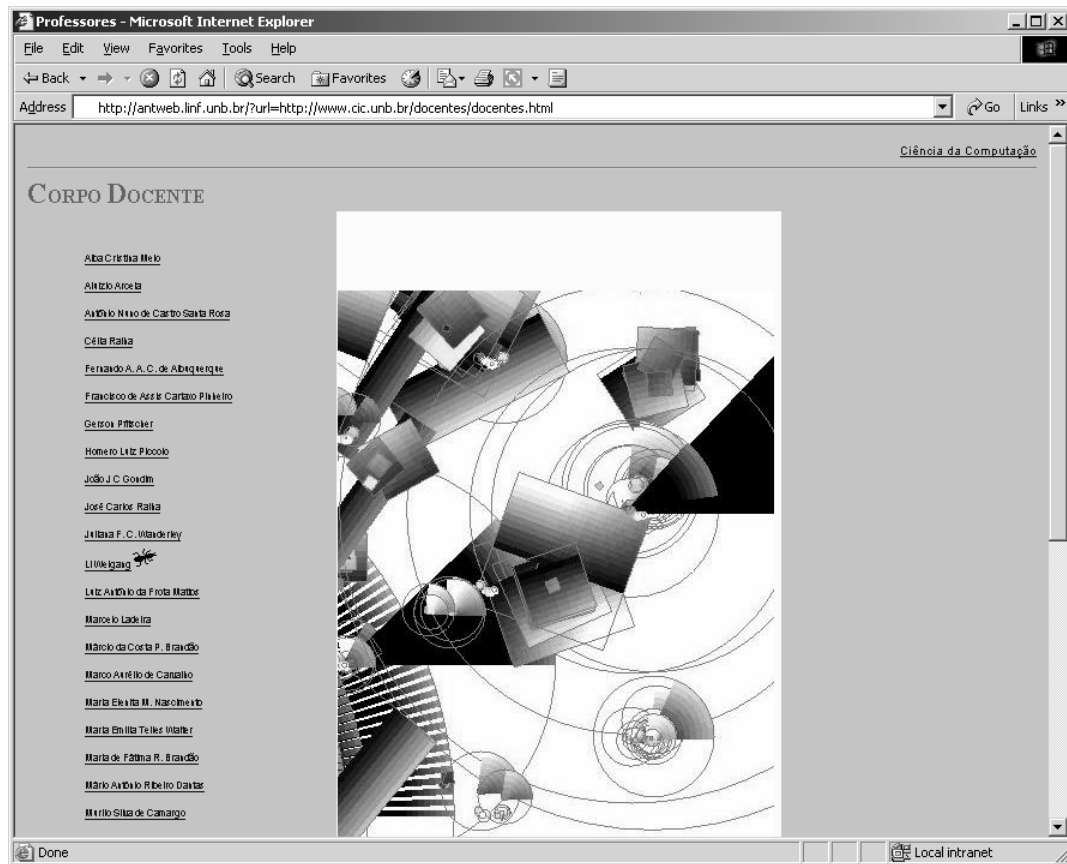 Professores - Microsoft Internet Explorer
File Edit View Favorites Tools Help
Back Search Favorites
Address http://antweb.linf.unb.br/?url=http://www.cic.unb.br/docentes/docentes.html Go Links »
Ciência da Computação
CORPO DOCENTE
Alba Cristina Melo
Aluizio Arcela
Antônio Nuno de Castro Santa Rosa
Célia Ralha
Fernando A. A. C. de Albuquerque
Francisco de Assis Cartaxo Pinheiro
Gerson Pfitscher
Homero Luiz Piccolo
João J C Gondim
José Carlos Ralha
Juliana F. C. Wanderley
Li Weigang
Luiz Antônio da Frota Mattos
Marcelo Ladeira
Márcio da Costa P. Brandão
Marco Aurélio de Carvalho
Maria Elenita M. Nascimento
Maria Emilia Telles Walter
Maria de Fátima R. Brandão
Mário Antônio Ribeiro Dantas
Murilo Silva de Camargo
Done Local intranet